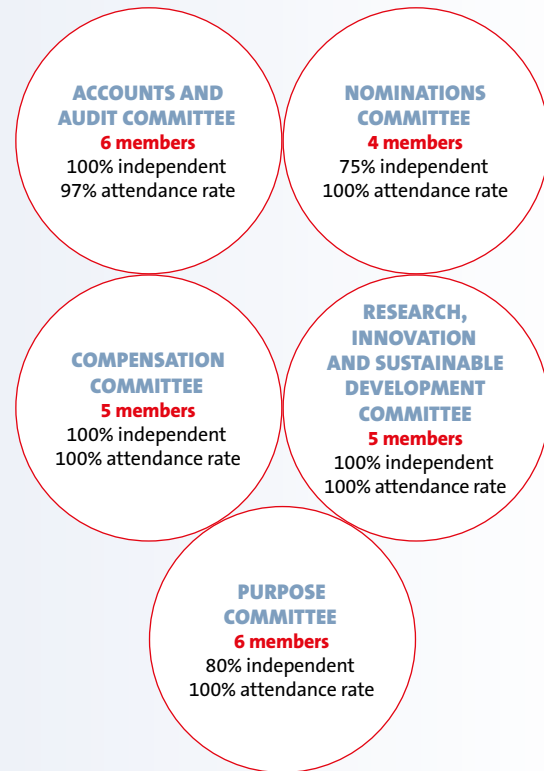 ACCOUNTS AND
AUDIT COMMITTEE
6 members
100% independent
97% attendance rate
NOMINATIONS
COMMITTEE
4 members
75% independent
100% attendance rate
COMPENSATION
COMMITTEE
5 members
100% independent
100% attendance rate
RESEARCH,
INNOVATION
AND SUSTAINABLE
DEVELOPMENT
COMMITTEE
5 members
100% independent
100% attendance rate
PURPOSE
COMMITTEE
6 members
80% independent
100% attendance rate